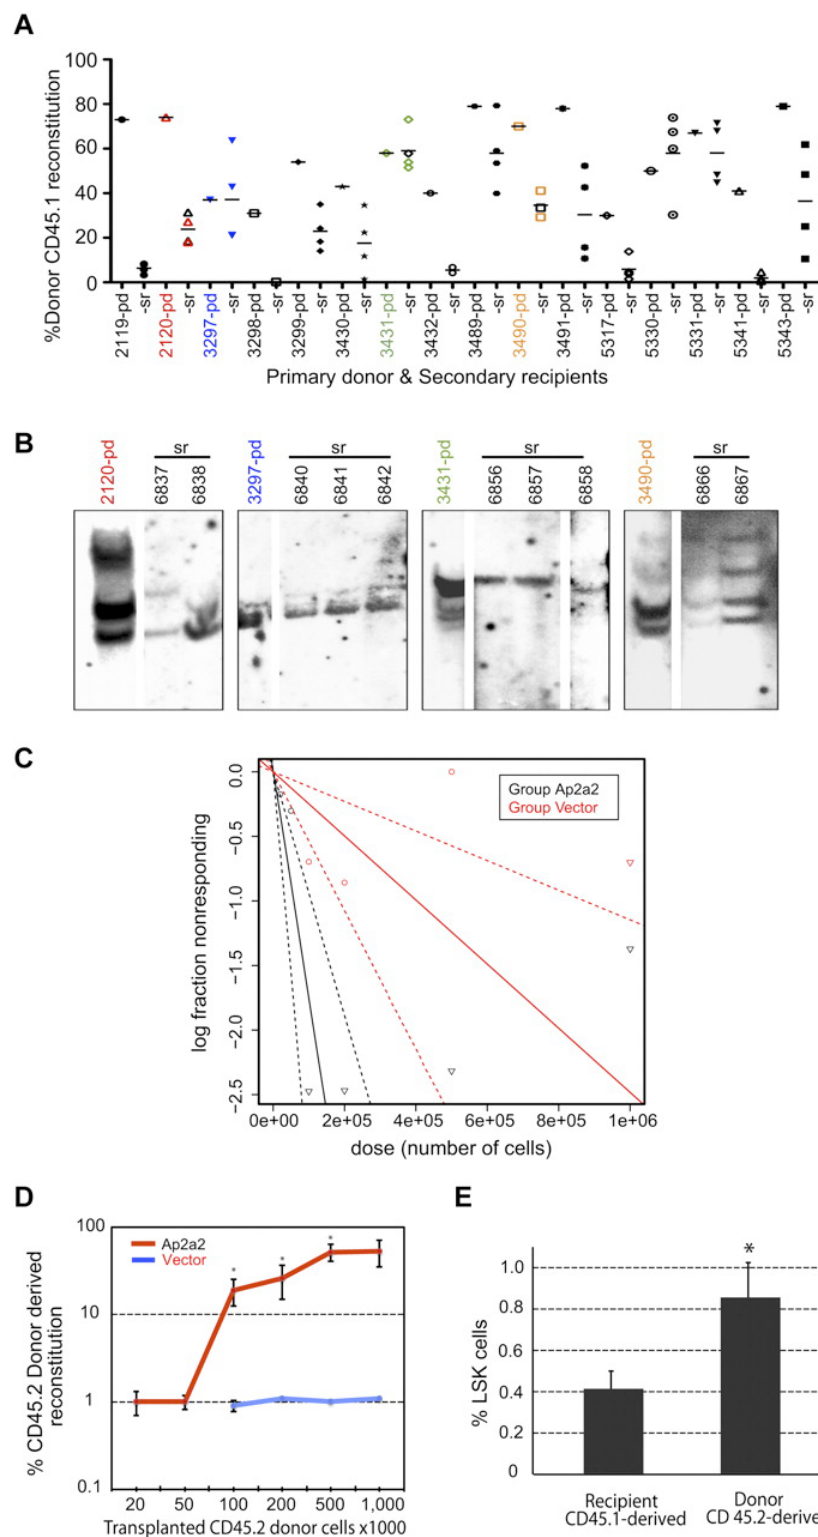 A
%Donor CD45.1 reconstitution
100
80
60
40
20
0
2119-pd
-sr
2120-pd
-sr
3297-pd
-sr
3298-pd
-sr
3299-pd
-sr
3430-pd
-sr
3431-pd
-sr
3432-pd
-sr
3489-pd
-sr
3490-pd
-sr
3491-pd
-sr
5317-pd
-sr
5330-pd
-sr
5331-pd
-sr
5341-pd
-sr
5343-pd
-sr
Primary donor & Secondary recipients
B
2120-pd
sr
6837
6838
3297-pd
sr
6840
6841
6842
3431-pd
sr
6856
6857
6858
3490-pd
sr
6866
6867
C
log fraction nonresponding
0.0
−0.5
−1.0
−1.5
−2.0
−2.5
Group Ap2a2
Group Vector
0e+00 2e+05 4e+05 6e+05 8e+05 1e+06
dose (number of cells)
D
% CD45.2 Donor derived
reconstitution
100
10
1
0.1
Ap2a2
Vector
* * *
20 50 100 200 500 1,000
Transplanted CD45.2 donor cells x1000
E
% LSK cells
1.0
0.8
0.6
0.4
0.2
0
*
Recipient
CD45.1-derived
Donor
CD 45.2-derive